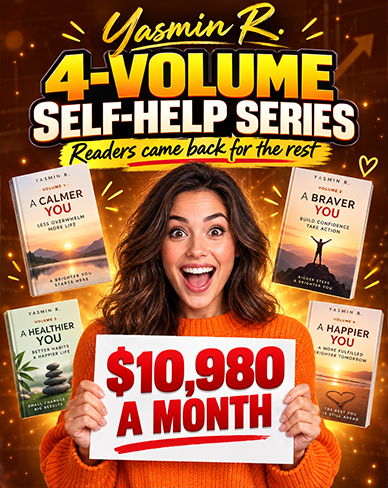 Yasmin R.
4-VOLUME
SELF-HELP SERIES
Readers came back for the rest
YASMIN R.
VOLUME 1
A CALMER
YOU
LESS OVERWHELM
MORE LIFE
A BRIGHTER YOU
STARTS HERE
YASMIN R.
VOLUME 2
A BRAVER
YOU
BUILD CONFIDENCE
TAKE ACTION
BIGGER STEPS
A BRIGHTER YOU
YASMIN R.
VOLUME 3
A HEALTHIER
YOU
BETTER HABITS
A HAPPIER LIFE
SMALL CHANGES
BIG RESULTS
YASMIN R.
VOLUME 4
A HAPPIER
YOU
A MORE FULFILLED
BRIGHTER TOMORROW
THE BEST YOU
IS STILL AHEAD
$10,980
A MONTH